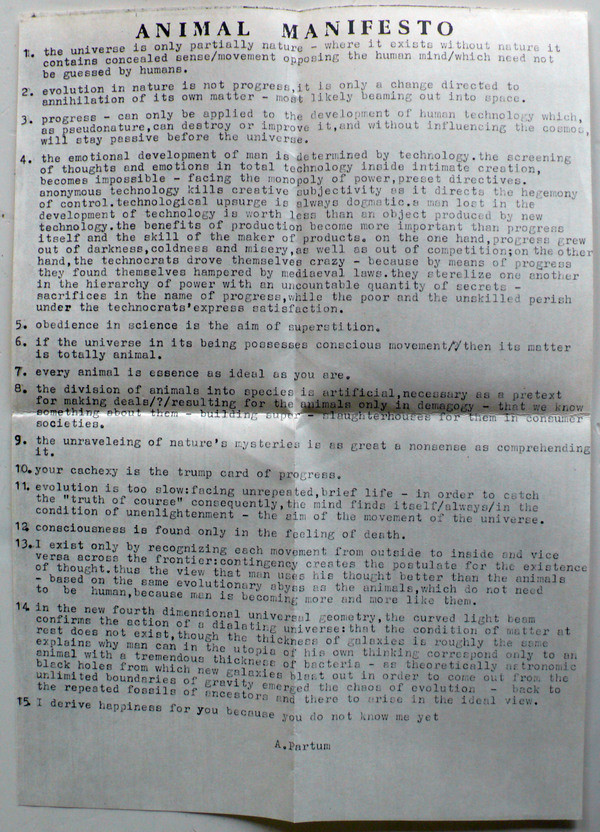 ANIMAL MANIFESTO
1. the universe is only partially nature - where it exists without nature it
contains concealed sense/movement opposing the human mind/which need not
be guessed by humans.
2. evolution in nature is not progress,it is only a change directed to
annihilation of its own matter - most likely beaming out into space.
3. progress - can only be applied to the development of human technology which,
as pseudonature,can destroy or improve it,and without influencing the cosmos,
will stay passive before the universe.
4. the emotional development of man is determined by technology.the screening
of thoughts and emotions in total technology inside intimate creation,
becomes impossible - facing the monopoly of power,preset directives.
anonymous technology kills creative subjectivity as it directs the hegemony
of control.technological upsurge is always dogmatic.a man lost in the
development of technology is worth less than an object produced by new
technology.the benefits of production become more important than progress
itself and the skill of the maker of products. on the one hand,progress grew
out of darkness,coldness and misery,as well as out of competition;on the other
hand,the technocrats drove themselves crazy - because by means of progress
they found themselves hampered by mediaeval laws.they sterelize one another
in the hierarchy of power with an uncountable quantity of secrets -
sacrifices in the name of progress,while the poor and the unskilled perish
under the technocrats'express satisfaction.
5. obedience in science is the aim of superstition.
6. if the universe in its being possesses conscious movement//then its matter
is totally animal.
7. every animal is essence as ideal as you are.
8. the division of animals into species is artificial,necessary as a pretext
for making deals/?/resulting for the animals only in demagogy - that we know
something about them - building super - slaughterhouses for them in consumer
societies.
9. the unraveleing of nature's mysteries is as great a nonsense as comprehending
it.
10. your cachexy is the trump card of progress.
11. evolution is too slow:facing unrepeated,brief life - in order to catch
the "truth of course" consequently,the mind finds itself/always/in the
condition of unenlightenment - the aim of the movement of the universe.
12 consciousness is found only in the feeling of death.
13. I exist only by recognizing each movement from outside to inside and vice
versa across the frontier:contingency creates the postulate for the existence
of thought.thus the view that man uses his thought better than the animals
- based on the same evolutionary abyss as the animals,which do not need
to be human,because man is becoming more and more like them.
14. in the new fourth dimensional universal geometry,the curved light beam
confirms the action of a dialating universe:that the condition of matter at
rest does not exist,though the thickness of galaxies is roughly the same
explains why man can in the utopia of his own thinking correspond only to an
animal with a tremendous thickness of bacteria - as theoretically astronomic
black holes from which new galaxies blast out in order to come out from the
unlimited boundaries of gravity emerged the chaos of evolution - back to
the repeated fossils of ancestors and there to arise in the ideal view.
15. I derive happiness for you because you do not know me yet
A.Partum